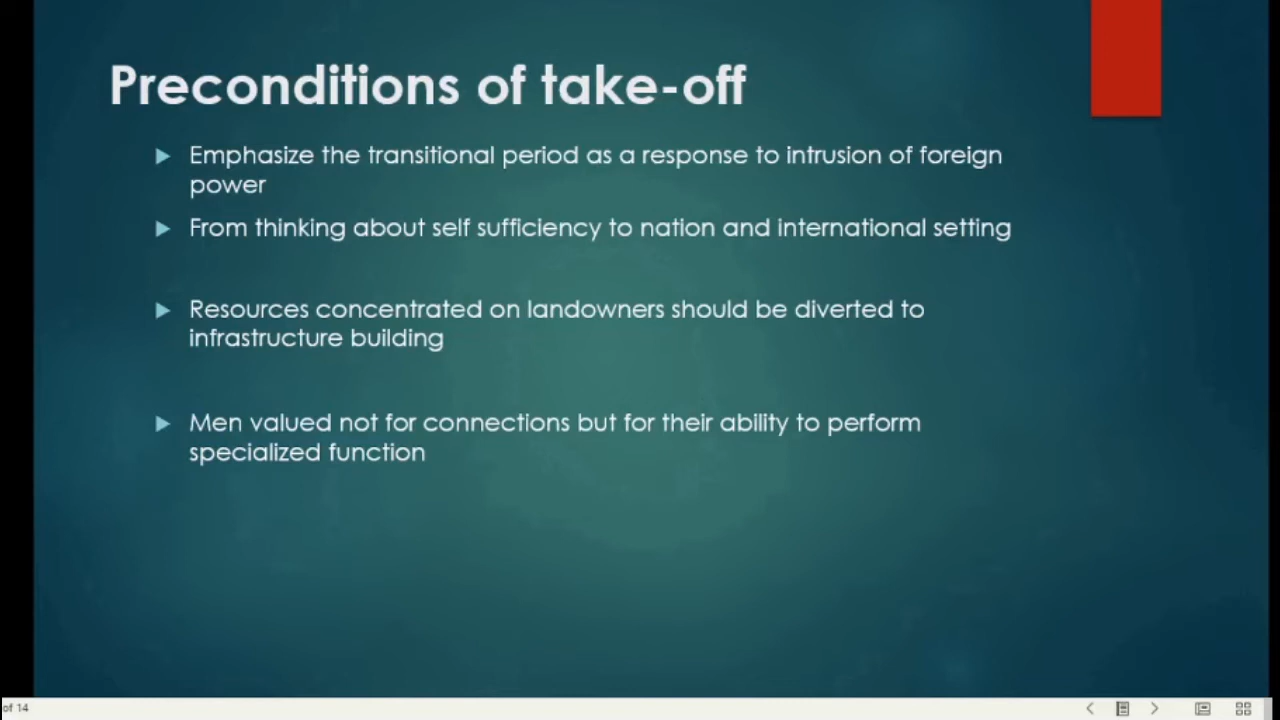 Preconditions of take-off
Emphasize the transitional period as a response to intrusion of foreign
power
From thinking about self sufficiency to nation and international setting
Resources concentrated on landowners should be diverted to
infrastructure building
Men valued not for connections but for their ability to perform
specialized function
of 14